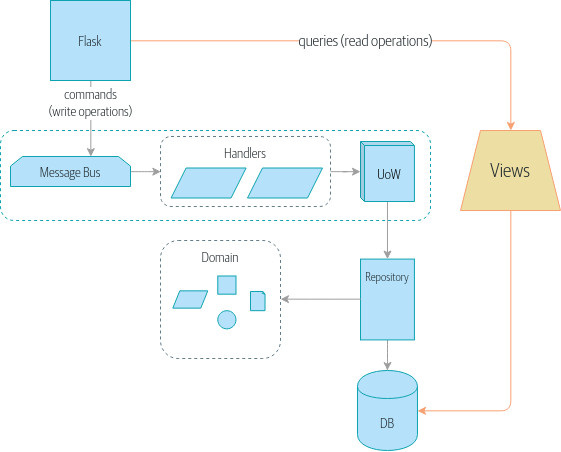 Flask
queries (read operations)
commands
(write operations)
Handlers
Message Bus
UoW
Views
Domain
Repository
DB